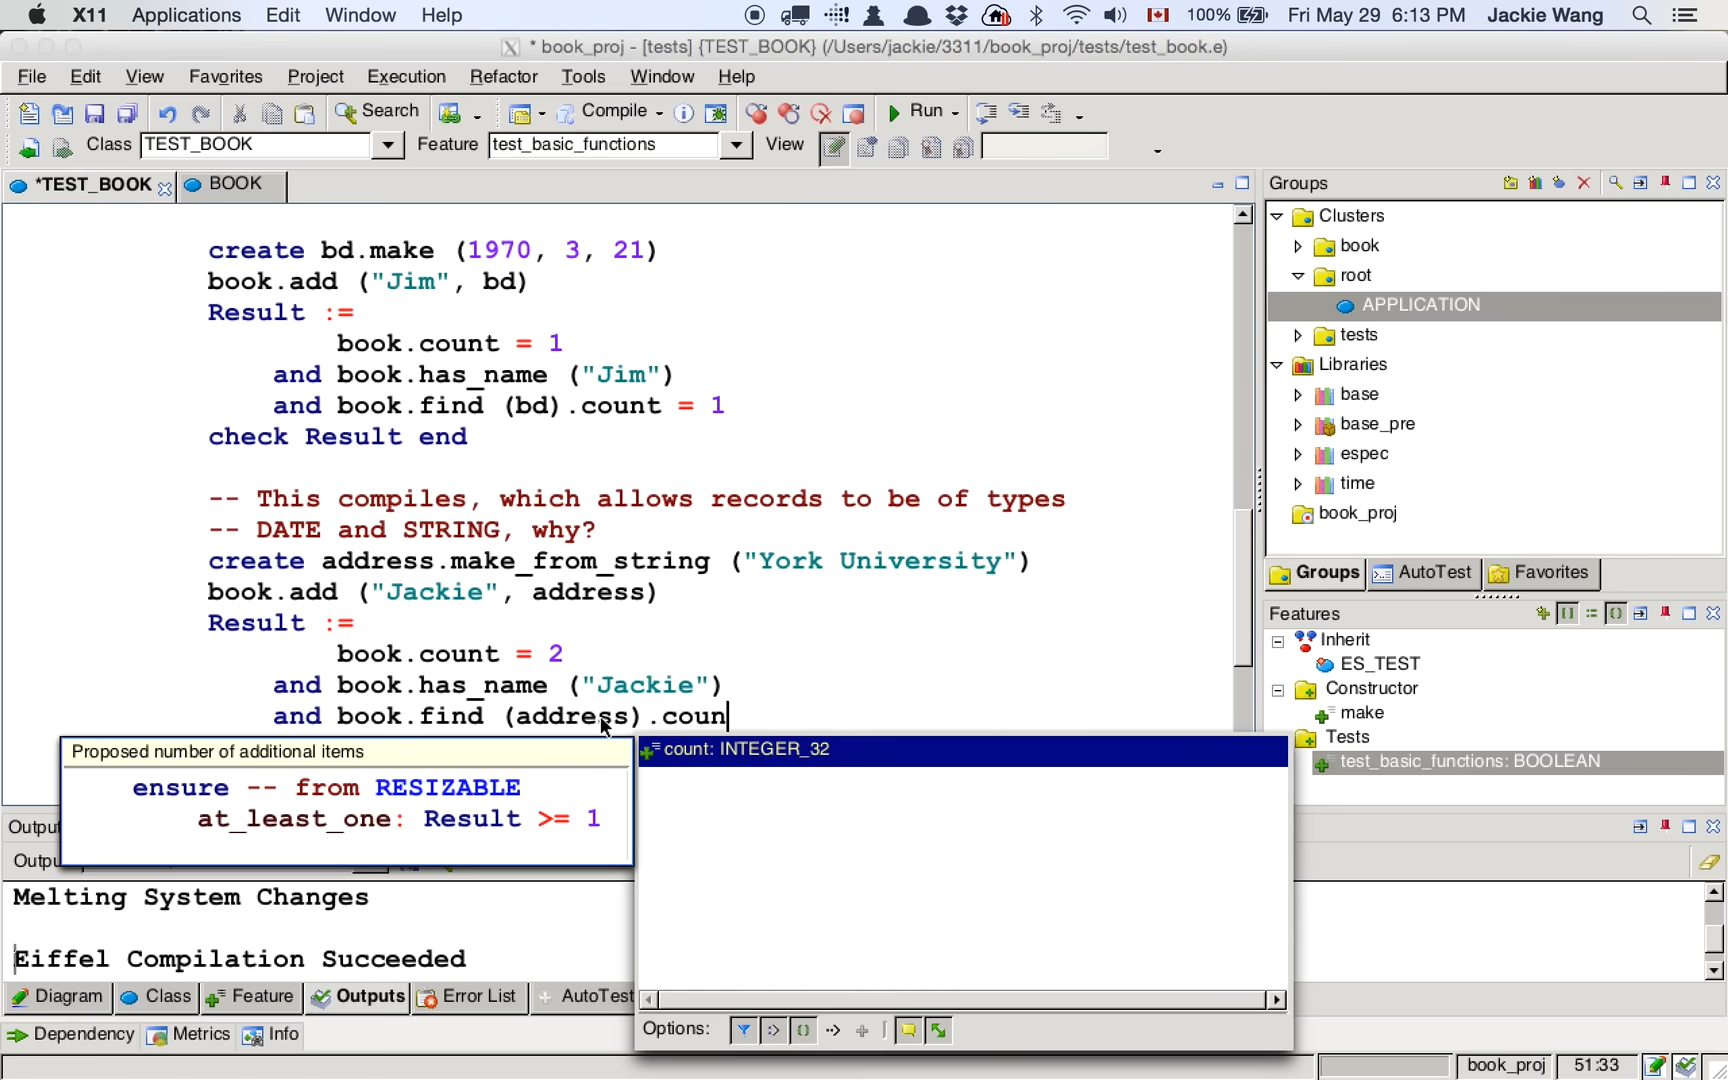 X11 Applications Edit Window Help 100% Fri May 29 6:13 PM Jackie Wang
* book_proj - [tests] {TEST_BOOK} (/Users/jackie/3311/book_proj/tests/test_book.e)
File Edit View Favorites Project Execution Refactor Tools Window Help
Search Compile Run
Class TEST_BOOK Feature test_basic_functions View
*TEST_BOOK BOOK
create bd.make (1970, 3, 21)
book.add ("Jim", bd)
Result :=
book.count = 1
and book.has_name ("Jim")
and book.find (bd).count = 1
check Result end
-- This compiles, which allows records to be of types
-- DATE and STRING, why?
create address.make_from_string ("York University")
book.add ("Jackie", address)
Result :=
book.count = 2
and book.has_name ("Jackie")
and book.find (address).coun
Proposed number of additional items
ensure -- from RESIZABLE
at_least_one: Result >= 1
count: INTEGER_32
Options:
Groups
Clusters
book
root
APPLICATION
tests
Libraries
base
base_pre
espec
time
book_proj
Groups AutoTest Favorites
Features
Inherit
ES_TEST
Constructor
make
Tests
test_basic_functions: BOOLEAN
Melting System Changes
Eiffel Compilation Succeeded
Diagram Class Feature Outputs Error List AutoTest
Dependency Metrics Info
book_proj 51:33